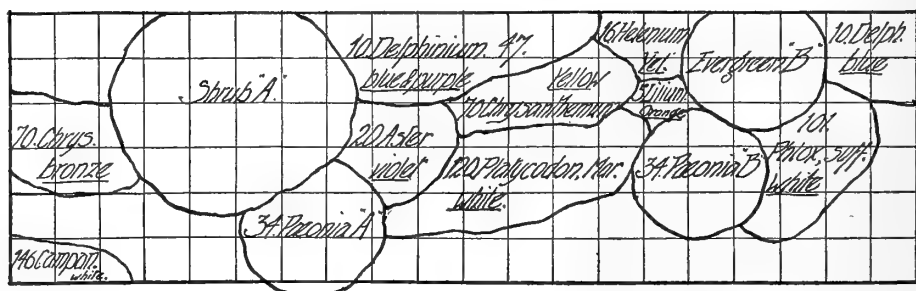 Shrub "A"
10. Delphinium. 47.
blue & purple
16 Helenium
Yel.
Evergreen "B"
10. Delph.
blue
Yellow
70 Chrysanthemum
5 Lilium
Orange
70. Chrys.
bronze
20. Aster
violet
120. Platycodon. Mar.
White.
34. Pæonia "B"
101.
Phlox, suff.
White
34. Pæonia "A"
146 Campan.
white.